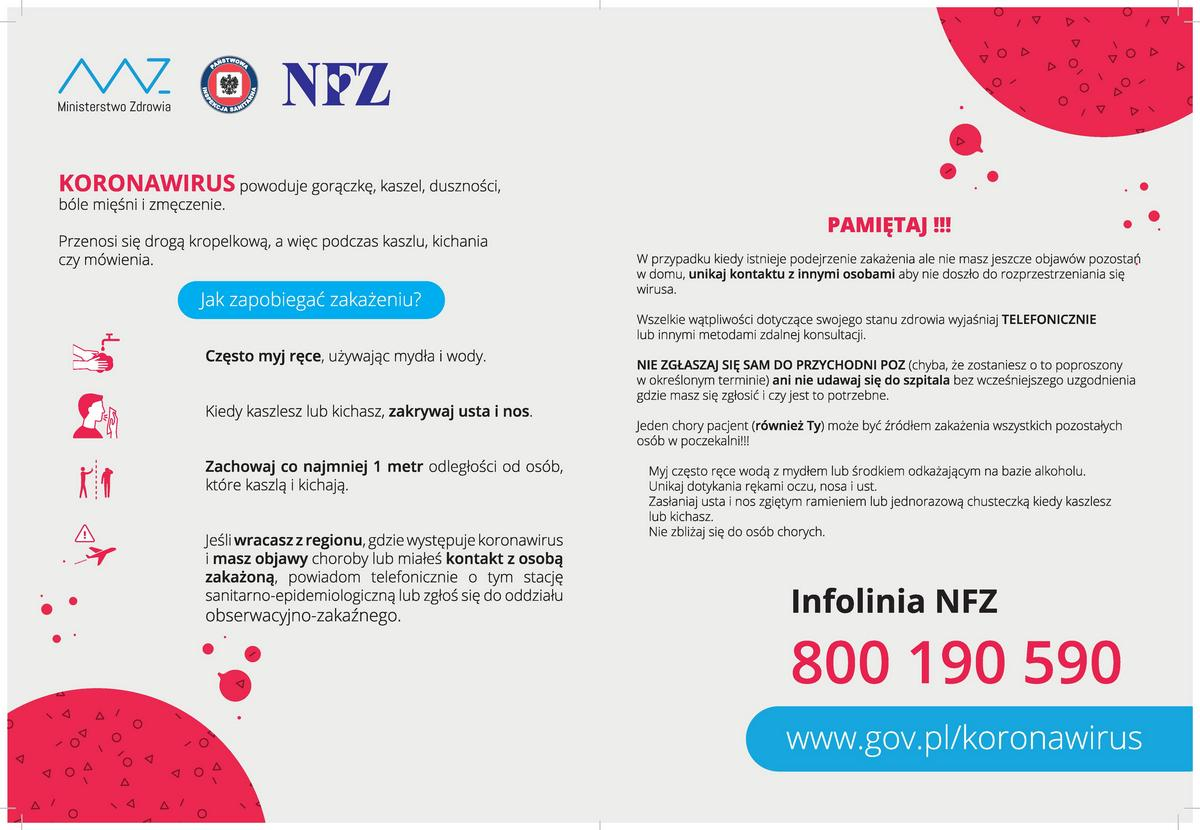 Ministerstwo Zdrowia
PAŃSTWOWA
INSPEKCJA SANITARNA
NFZ
KORONAWIRUS powoduje gorączkę, kaszel, duszności,
bóle mięśni i zmęczenie.
Przenosi się drogą kropelkową, a więc podczas kaszlu, kichania
czy mówienia.
Jak zapobiegać zakażeniu?
Często myj ręce, używając mydła i wody.
Kiedy kaszlesz lub kichasz, zakrywaj usta i nos.
Zachowaj co najmniej 1 metr odległości od osób,
które kaszlą i kichają.
Jeśli wracasz z regionu, gdzie występuje koronawirus
i masz objawy choroby lub miałeś kontakt z osobą
zakażoną, powiadom telefonicznie o tym stację
sanitarno-epidemiologiczną lub zgłoś się do oddziału
obserwacyjno-zakaźnego.
PAMIĘTAJ !!!
W przypadku kiedy istnieje podejrzenie zakażenia ale nie masz jeszcze objawów pozostań
w domu, unikaj kontaktu z innymi osobami aby nie doszło do rozprzestrzeniania się
wirusa.
Wszelkie wątpliwości dotyczące swojego stanu zdrowia wyjaśniaj TELEFONICZNIE
lub innymi metodami zdalnej konsultacji.
NIE ZGŁASZAJ SIĘ SAM DO PRZYCHODNI POZ (chyba, że zostaniesz o to poproszony
w określonym terminie) ani nie udawaj się do szpitala bez wcześniejszego uzgodnienia
gdzie masz się zgłosić i czy jest to potrzebne.
Jeden chory pacjent (również Ty) może być źródłem zakażenia wszystkich pozostałych
osób w poczekalni!!!
Myj często ręce wodą z mydłem lub środkiem odkażającym na bazie alkoholu.
Unikaj dotykania rękami oczu, nosa i ust.
Zasłaniaj usta i nos zgiętym ramieniem lub jednorazową chusteczką kiedy kaszlesz
lub kichasz.
Nie zbliżaj się do osób chorych.
Infolinia NFZ
800 190 590
www.gov.pl/koronawirus